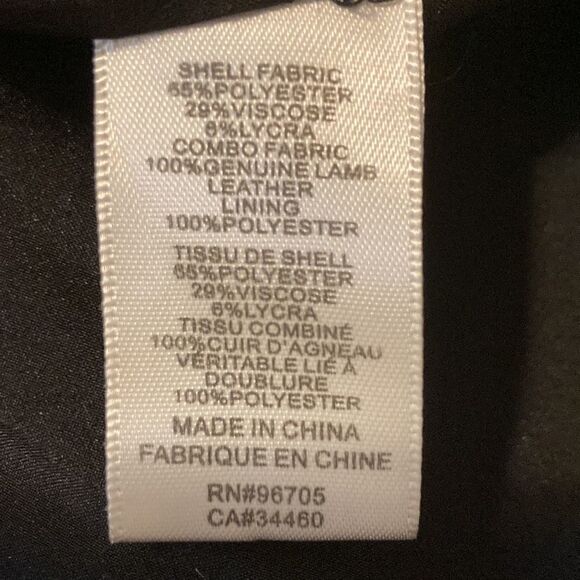 SHELL FABRIC
65%POLYESTER
29%VISCOSE
6%LYCRA
COMBO FABRIC
100%GENUINE LAMB
LEATHER
LINING
100%POLYESTER
TISSU DE SHELL
65%POLYESTER
29%VISCOSE
6%LYCRA
TISSU COMBINÉ
100%CUIR D'AGNEAU
VÉRITABLE LIÉ À
DOUBLURE
100%POLYESTER
MADE IN CHINA
FABRIQUE EN CHINE
RN#96705
CA#34460